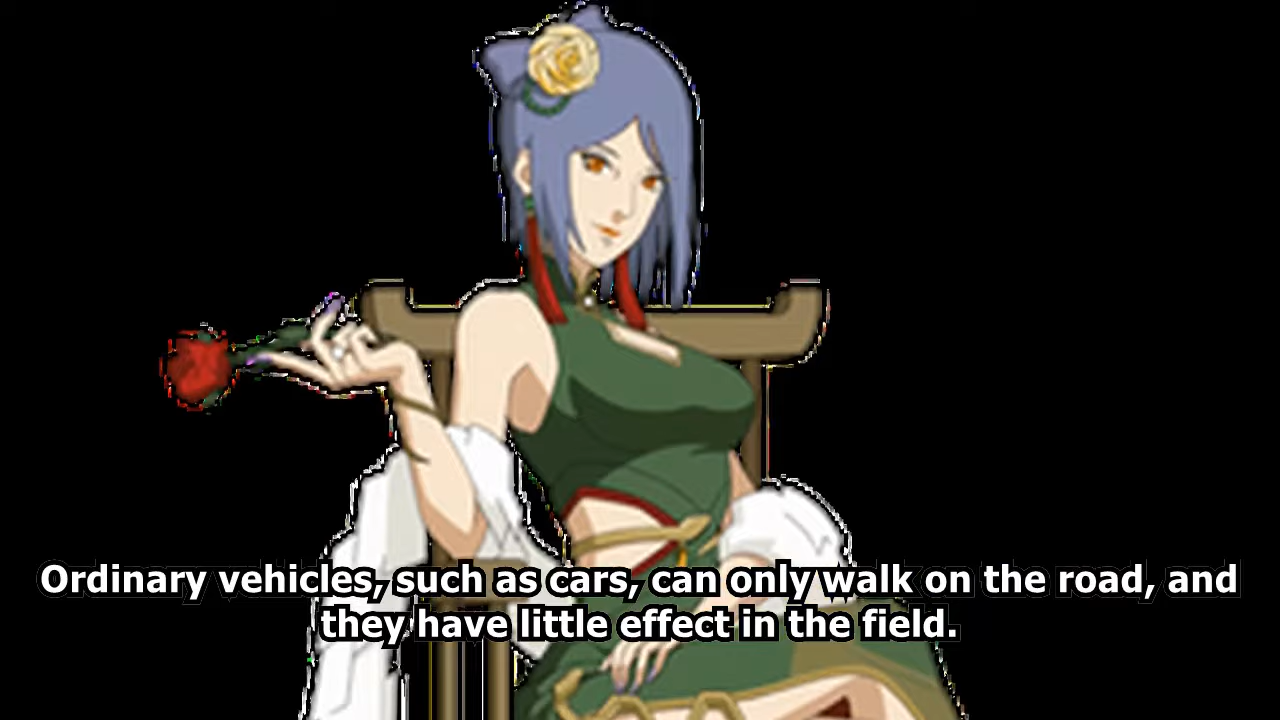 Ordinary vehicles, such as cars, can only walk on the road, and
they have little effect in the field.